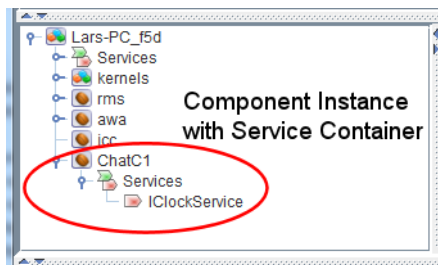 Lars-PC_f5d
Services
kernels
rms
awa
jcc
ChatC1
Services
IClockService
Component Instance
with Service Container